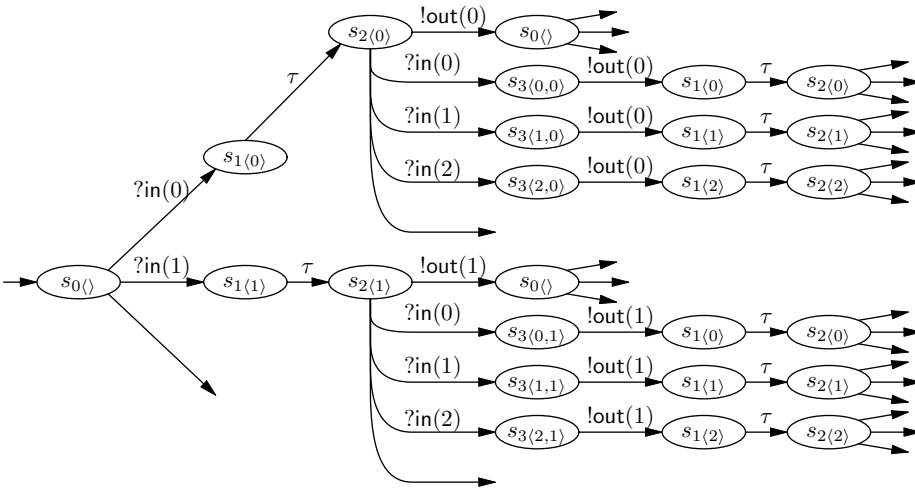 s2⟨0⟩ !out(0) s0⟨⟩
?in(0) s3⟨0,0⟩ !out(0) s1⟨0⟩ τ s2⟨0⟩
τ
?in(1) s3⟨1,0⟩ !out(0) s1⟨1⟩ τ s2⟨1⟩
s1⟨0⟩
?in(2) s3⟨2,0⟩ !out(0) s1⟨2⟩ τ s2⟨2⟩
?in(0)
s0⟨⟩ ?in(1) s1⟨1⟩ τ s2⟨1⟩ !out(1) s0⟨⟩
?in(0) s3⟨0,1⟩ !out(1) s1⟨0⟩ τ s2⟨0⟩
?in(1) s3⟨1,1⟩ !out(1) s1⟨1⟩ τ s2⟨1⟩
?in(2) s3⟨2,1⟩ !out(1) s1⟨2⟩ τ s2⟨2⟩